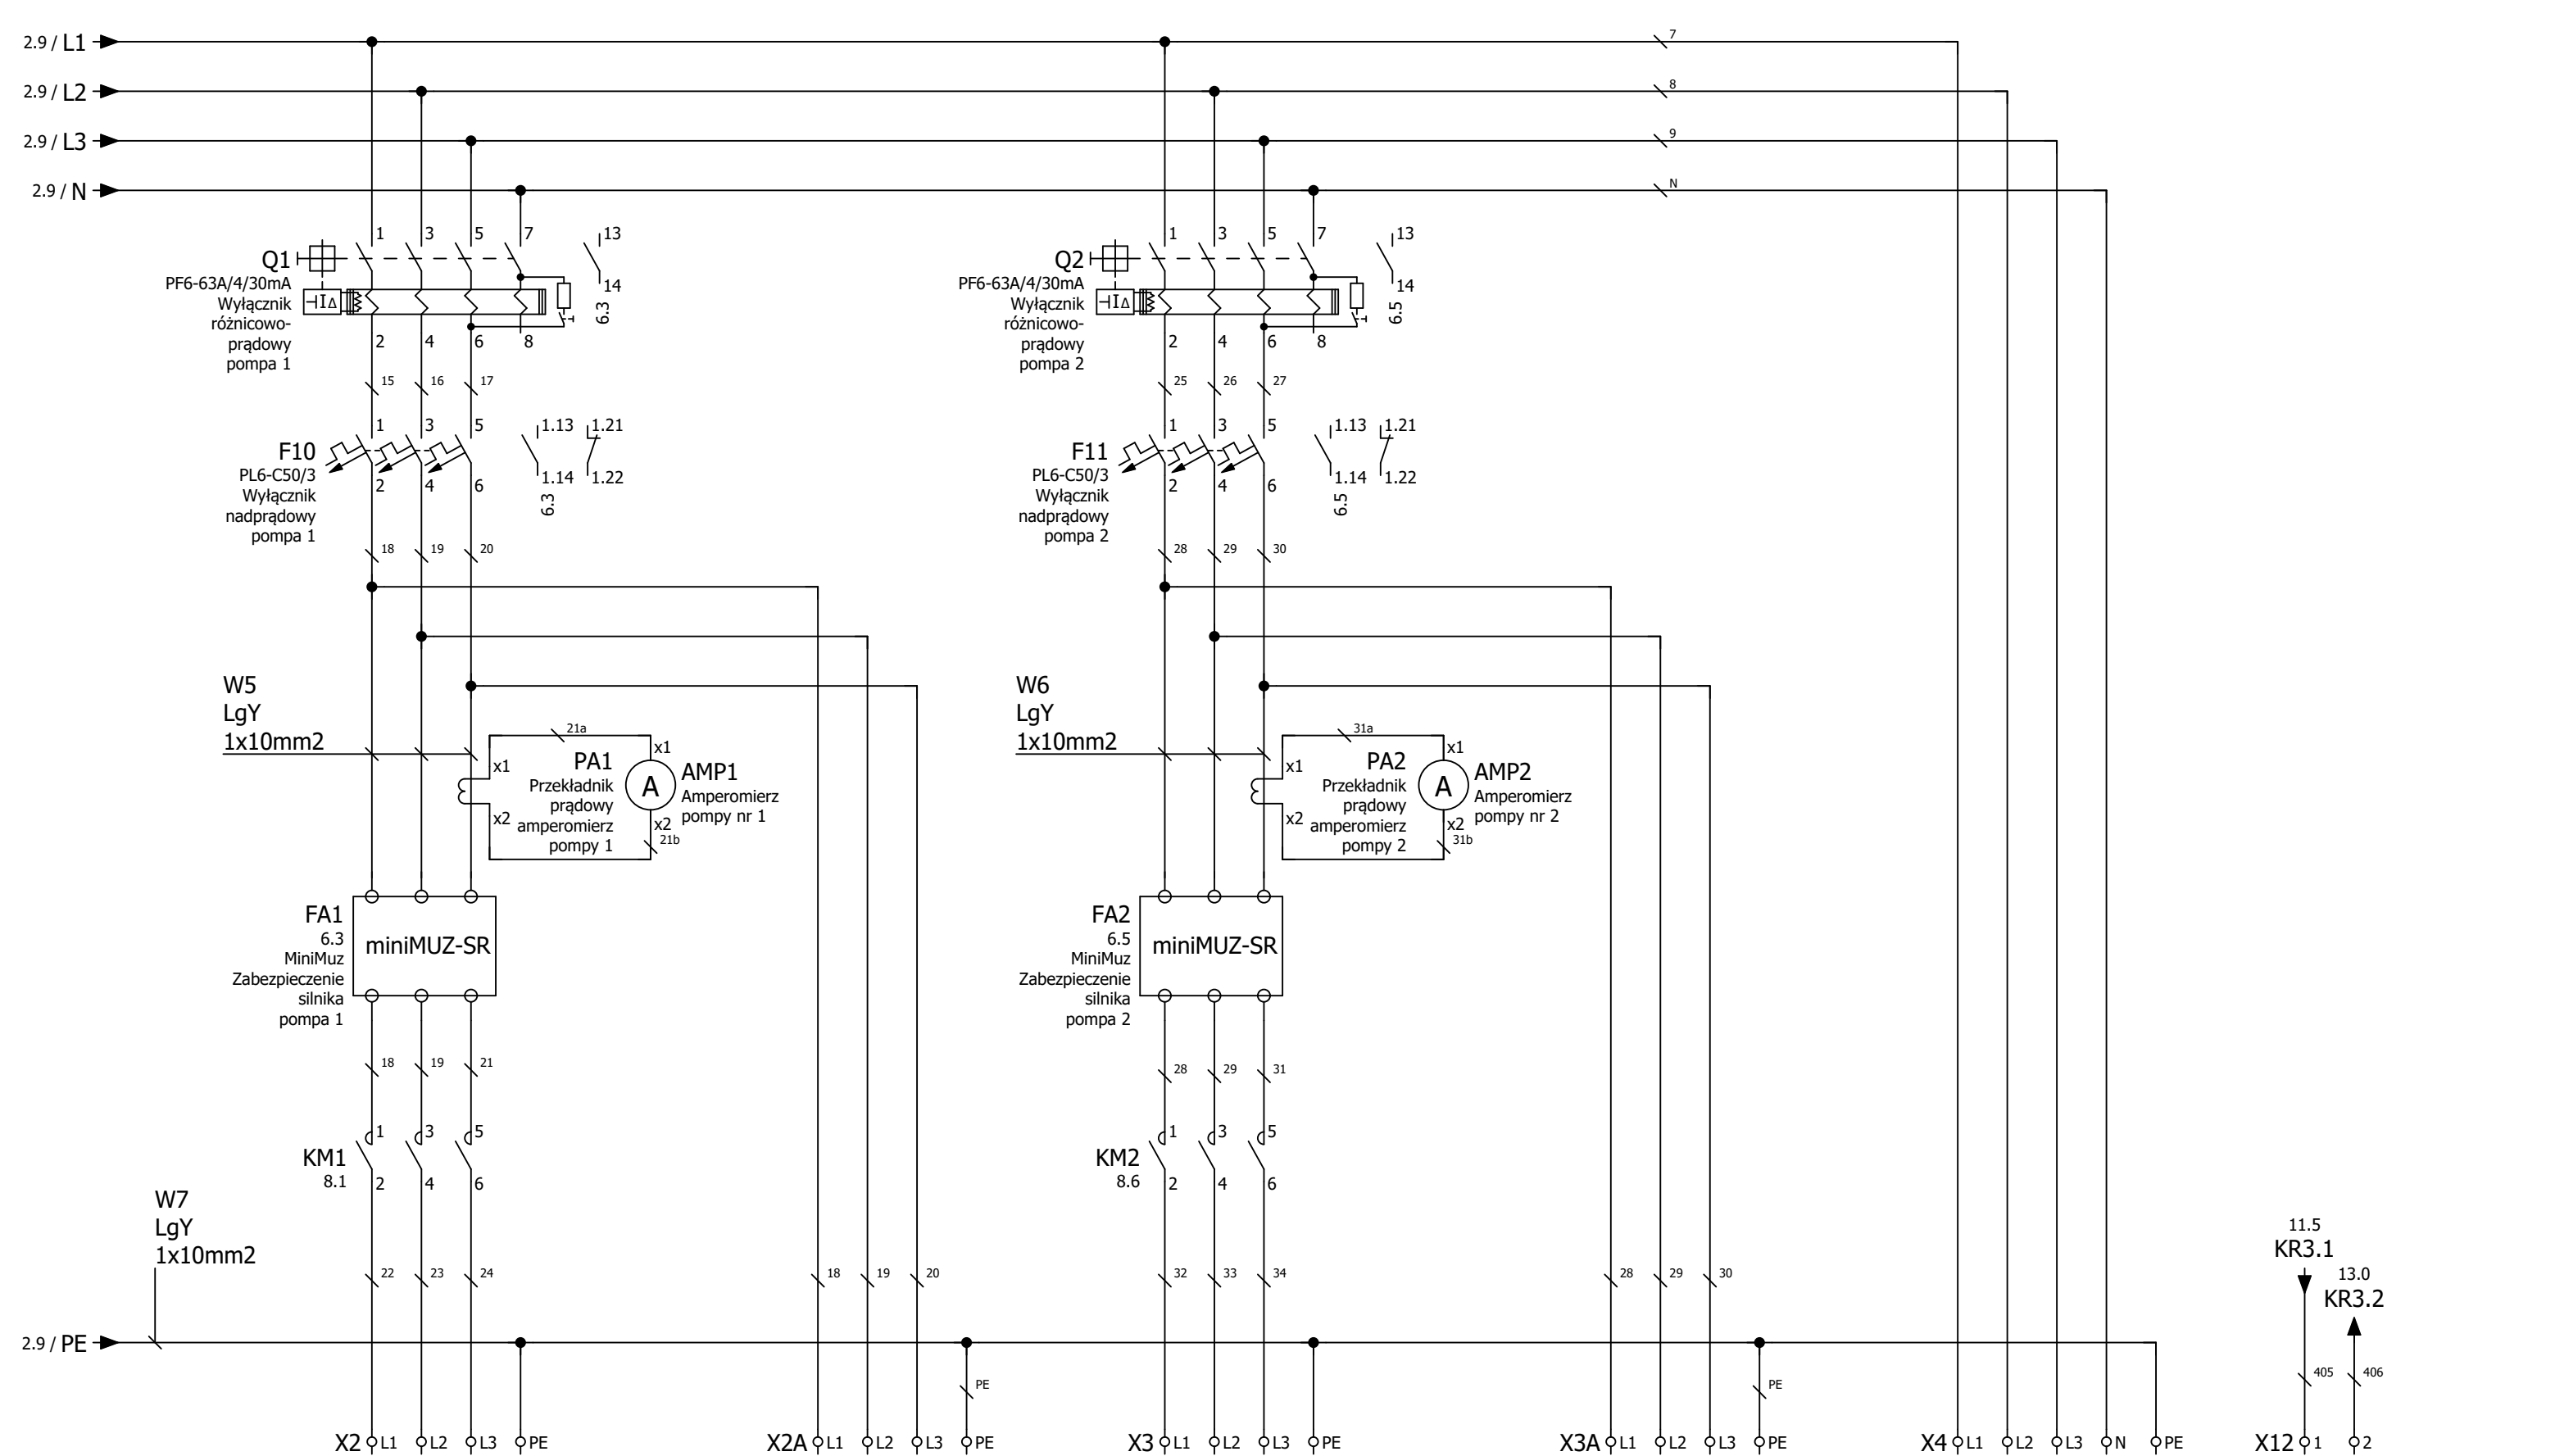 2.9 / L1
7
2.9 / L2
8
2.9 / L3
9
2.9 / N
N
Q1
PF6-63A/4/30mA
Wyłącznik
różnicowo-
prądowy
pompa 1
1 3 5 7 13
14
6.3
I Δ
2 4 6 8
15 16 17
Q2
PF6-63A/4/30mA
Wyłącznik
różnicowo-
prądowy
pompa 2
1 3 5 7 13
14
6.5
I Δ
2 4 6 8
25 26 27
F10
PL6-C50/3
Wyłącznik
nadprądowy
pompa 1
1 3 5 1.13 1.21
2 4 6 1.14 1.22
6.3
18 19 20
F11
PL6-C50/3
Wyłącznik
nadprądowy
pompa 2
1 3 5 1.13 1.21
2 4 6 1.14 1.22
6.5
28 29 30
W5
LgY
1x10mm2
21a
x1
x1
x2
x2
21b
PA1
Przekładnik
prądowy
amperomierz
pompy 1
A
AMP1
Amperomierz
pompy nr 1
W6
LgY
1x10mm2
31a
x1
x1
x2
x2
31b
PA2
Przekładnik
prądowy
amperomierz
pompy 2
A
AMP2
Amperomierz
pompy nr 2
FA1
6.3
MiniMuz
Zabezpieczenie
silnika
pompa 1
miniMUZ-SR
FA2
6.5
MiniMuz
Zabezpieczenie
silnika
pompa 2
miniMUZ-SR
18 19 21
28 29 31
KM1
8.1
1 3 5
2 4 6
KM2
8.6
1 3 5
2 4 6
W7
LgY
1x10mm2
22 23 24
18 19 20
32 33 34
28 29 30
11.5
KR3.1
13.0
KR3.2
2.9 / PE
PE
PE
405 406
X2 L1 L2 L3 PE
X2A L1 L2 L3 PE
X3 L1 L2 L3 PE
X3A L1 L2 L3 PE
X4 L1 L2 L3 N PE
X12 1 2